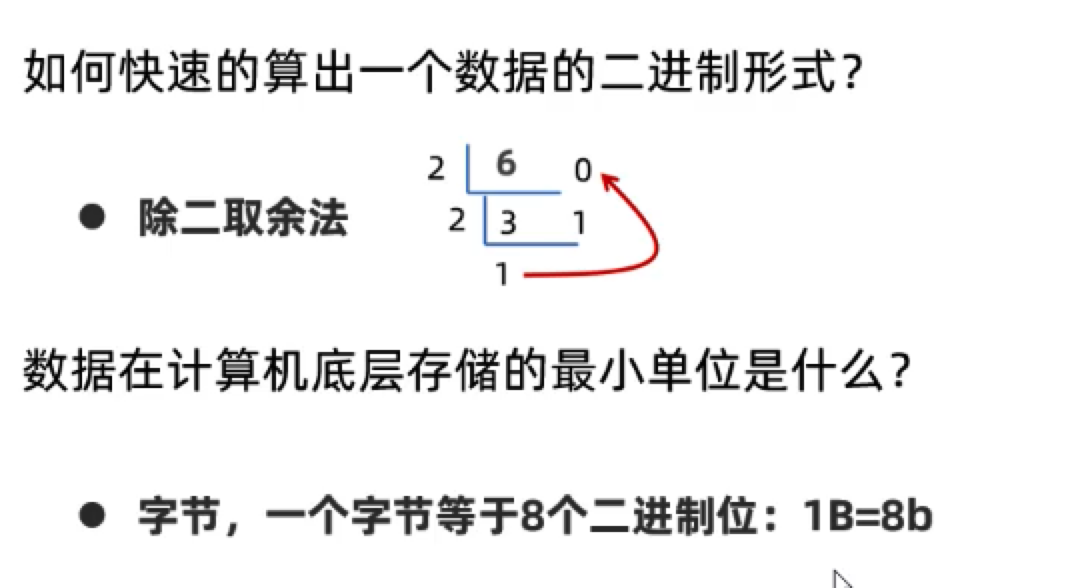 如何快速的算出一个数据的二进制形式？
2 6 0
● 除二取余法
2 3 1
1
数据在计算机底层存储的最小单位是什么？
● 字节，一个字节等于8个二进制位：1B=8b